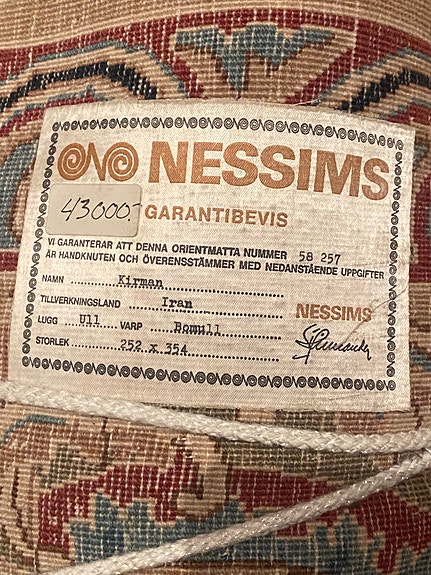 NESSIMS
43000:-
GARANTIBEVIS
VI GARANTERAR ATT DENNA ORIENTMATTA NUMMER 58 257
ÄR HANDKNUTEN OCH ÖVERENSSTÄMMER MED NEDANSTÅENDE UPPGIFTER
NAMN Kirman
TILLVERKNINGSLAND Iran
NESSIMS
LUGG Ull VARP Bomull
STORLEK 252 x 354